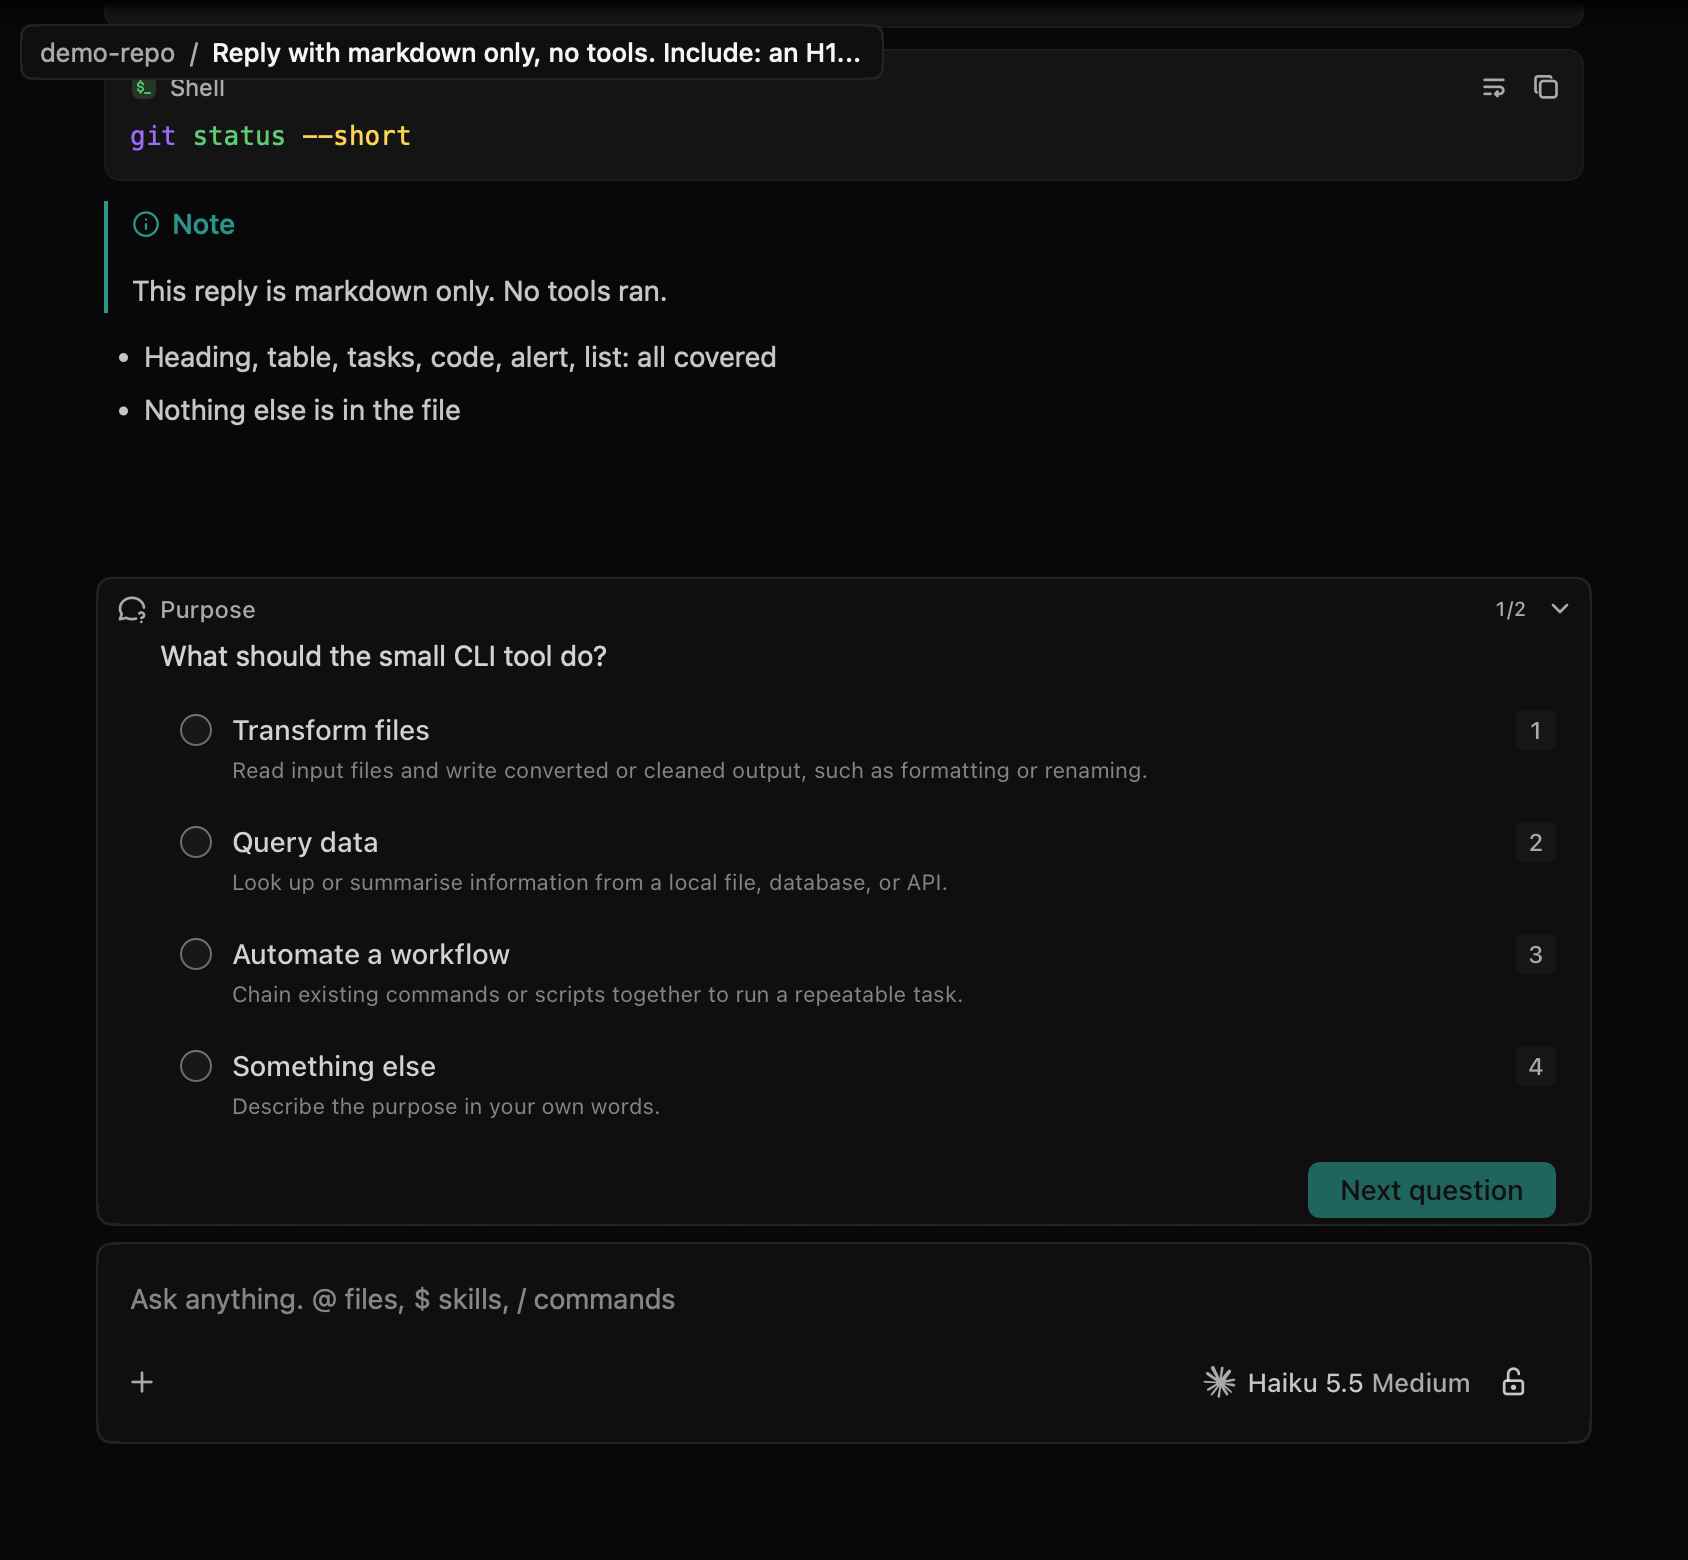 demo-repo / Reply with markdown only, no tools. Include: an H1...
$_ Shell
git status --short
Note
This reply is markdown only. No tools ran.
• Heading, table, tasks, code, alert, list: all covered
• Nothing else is in the file
Purpose 1/2
What should the small CLI tool do?
Transform files 1
Read input files and write converted or cleaned output, such as formatting or renaming.
Query data 2
Look up or summarise information from a local file, database, or API.
Automate a workflow 3
Chain existing commands or scripts together to run a repeatable task.
Something else 4
Describe the purpose in your own words.
Next question
Ask anything. @ files, $ skills, / commands
+ Haiku 5.5 Medium